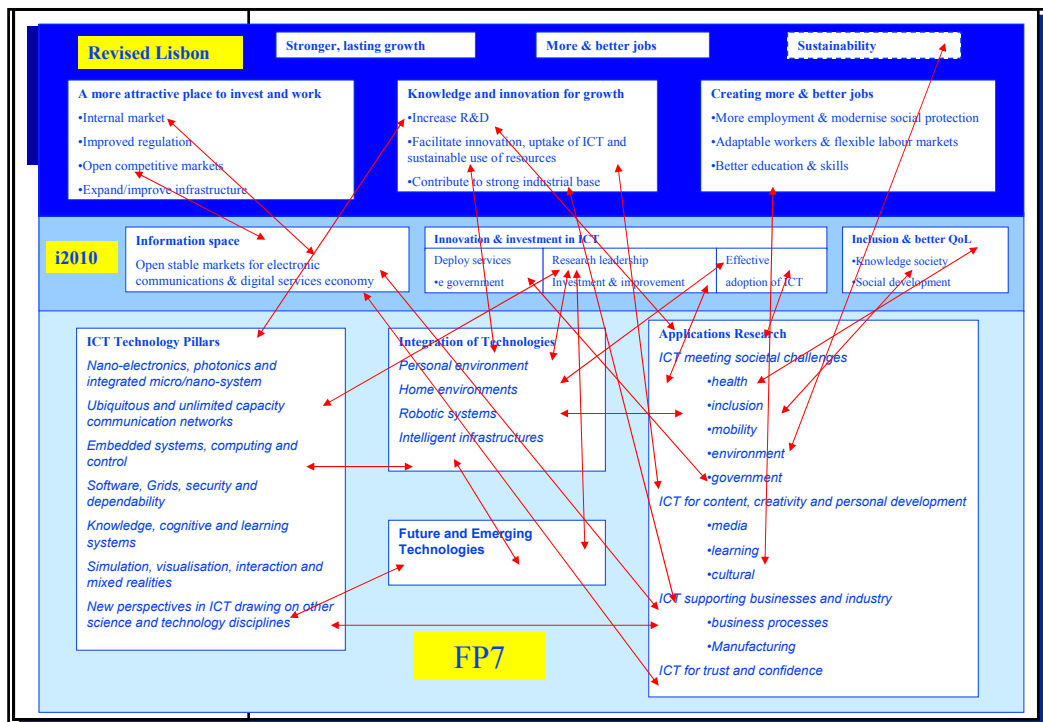 Revised Lisbon
Stronger, lasting growth
More & better jobs
Sustainability
A more attractive place to invest and work
•Internal market
•Improved regulation
•Open competitive markets
•Expand/improve infrastructure
Knowledge and innovation for growth
•Increase R&D
•Facilitate innovation, uptake of ICT and
sustainable use of resources
•Contribute to strong industrial base
Creating more & better jobs
•More employment & modernise social protection
•Adaptable workers & flexible labour markets
•Better education & skills
i2010
Information space
Open stable markets for electronic
communications & digital services economy
Innovation & investment in ICT
Deploy services
•e government
Research leadership
Investment & improvement
Effective
adoption of ICT
Inclusion & better QoL
•Knowledge society
•Social development
ICT Technology Pillars
Nano-electronics, photonics and
integrated micro/nano-system
Ubiquitous and unlimited capacity
communication networks
Embedded systems, computing and
control
Software, Grids, security and
dependability
Knowledge, cognitive and learning
systems
Simulation, visualisation, interaction and
mixed realities
New perspectives in ICT drawing on other
science and technology disciplines
Integration of Technologies
Personal environment
Home environments
Robotic systems
Intelligent infrastructures
Future and Emerging
Technologies
FP7
Applications Research
ICT meeting societal challenges
•health
•inclusion
•mobility
•environment
•government
ICT for content, creativity and personal development
•media
•learning
•cultural
ICT supporting businesses and industry
•business processes
•Manufacturing
ICT for trust and confidence